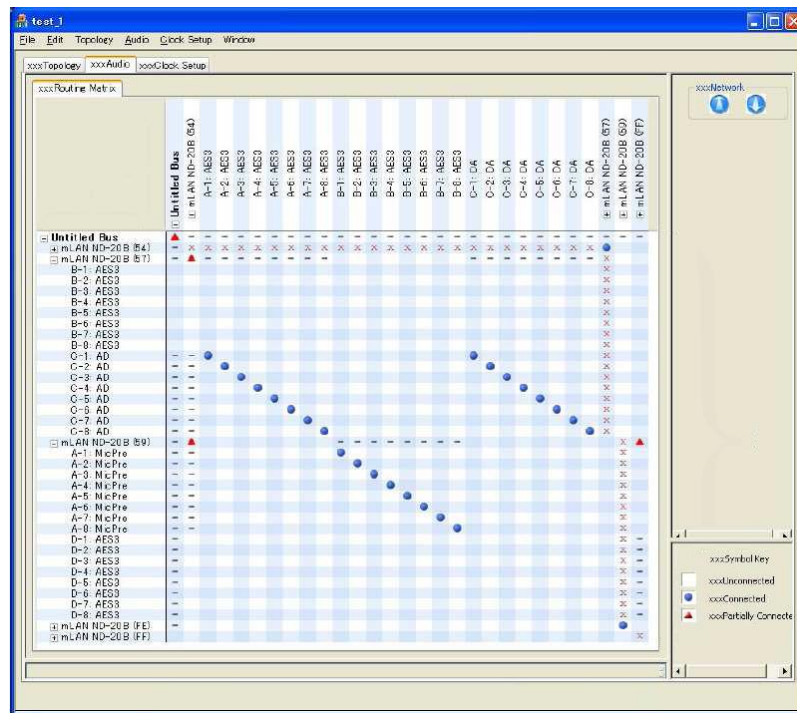 test_1
File Edit Topology Audio Clock Setup Window
xxxTopology xxxAudio xxxClock Setup
xxxRouting Matrix
xxxNetwork
Untitled Bus
mLAN ND-20B (54)
A-1: AES3
A-2: AES3
A-3: AES3
A-4: AES3
A-5: AES3
A-6: AES3
A-7: AES3
A-8: AES3
B-1: AES3
B-2: AES3
B-3: AES3
B-4: AES3
B-5: AES3
B-6: AES3
B-7: AES3
B-8: AES3
C-1: DA
C-2: DA
C-3: DA
C-4: DA
C-5: DA
C-6: DA
C-7: DA
C-8: DA
mLAN ND-20B (57)
mLAN ND-20B (59)
mLAN ND-20B (FF)
Untitled Bus
mLAN ND-20B (54)
mLAN ND-20B (57)
B-1: AES3
B-2: AES3
B-3: AES3
B-4: AES3
B-5: AES3
B-6: AES3
B-7: AES3
B-8: AES3
C-1: AD
C-2: AD
C-3: AD
C-4: AD
C-5: AD
C-6: AD
C-7: AD
C-8: AD
mLAN ND-20B (59)
A-1: MicPre
A-2: MicPre
A-3: MicPre
A-4: MicPre
A-5: MicPre
A-6: MicPre
A-7: MicPre
A-8: MicPre
D-1: AES3
D-2: AES3
D-3: AES3
D-4: AES3
D-5: AES3
D-6: AES3
D-7: AES3
D-8: AES3
mLAN ND-20B (FE)
mLAN ND-20B (FF)
xxxSymbol Key
xxxUnconnected
xxxConnected
xxxPartially Connecte